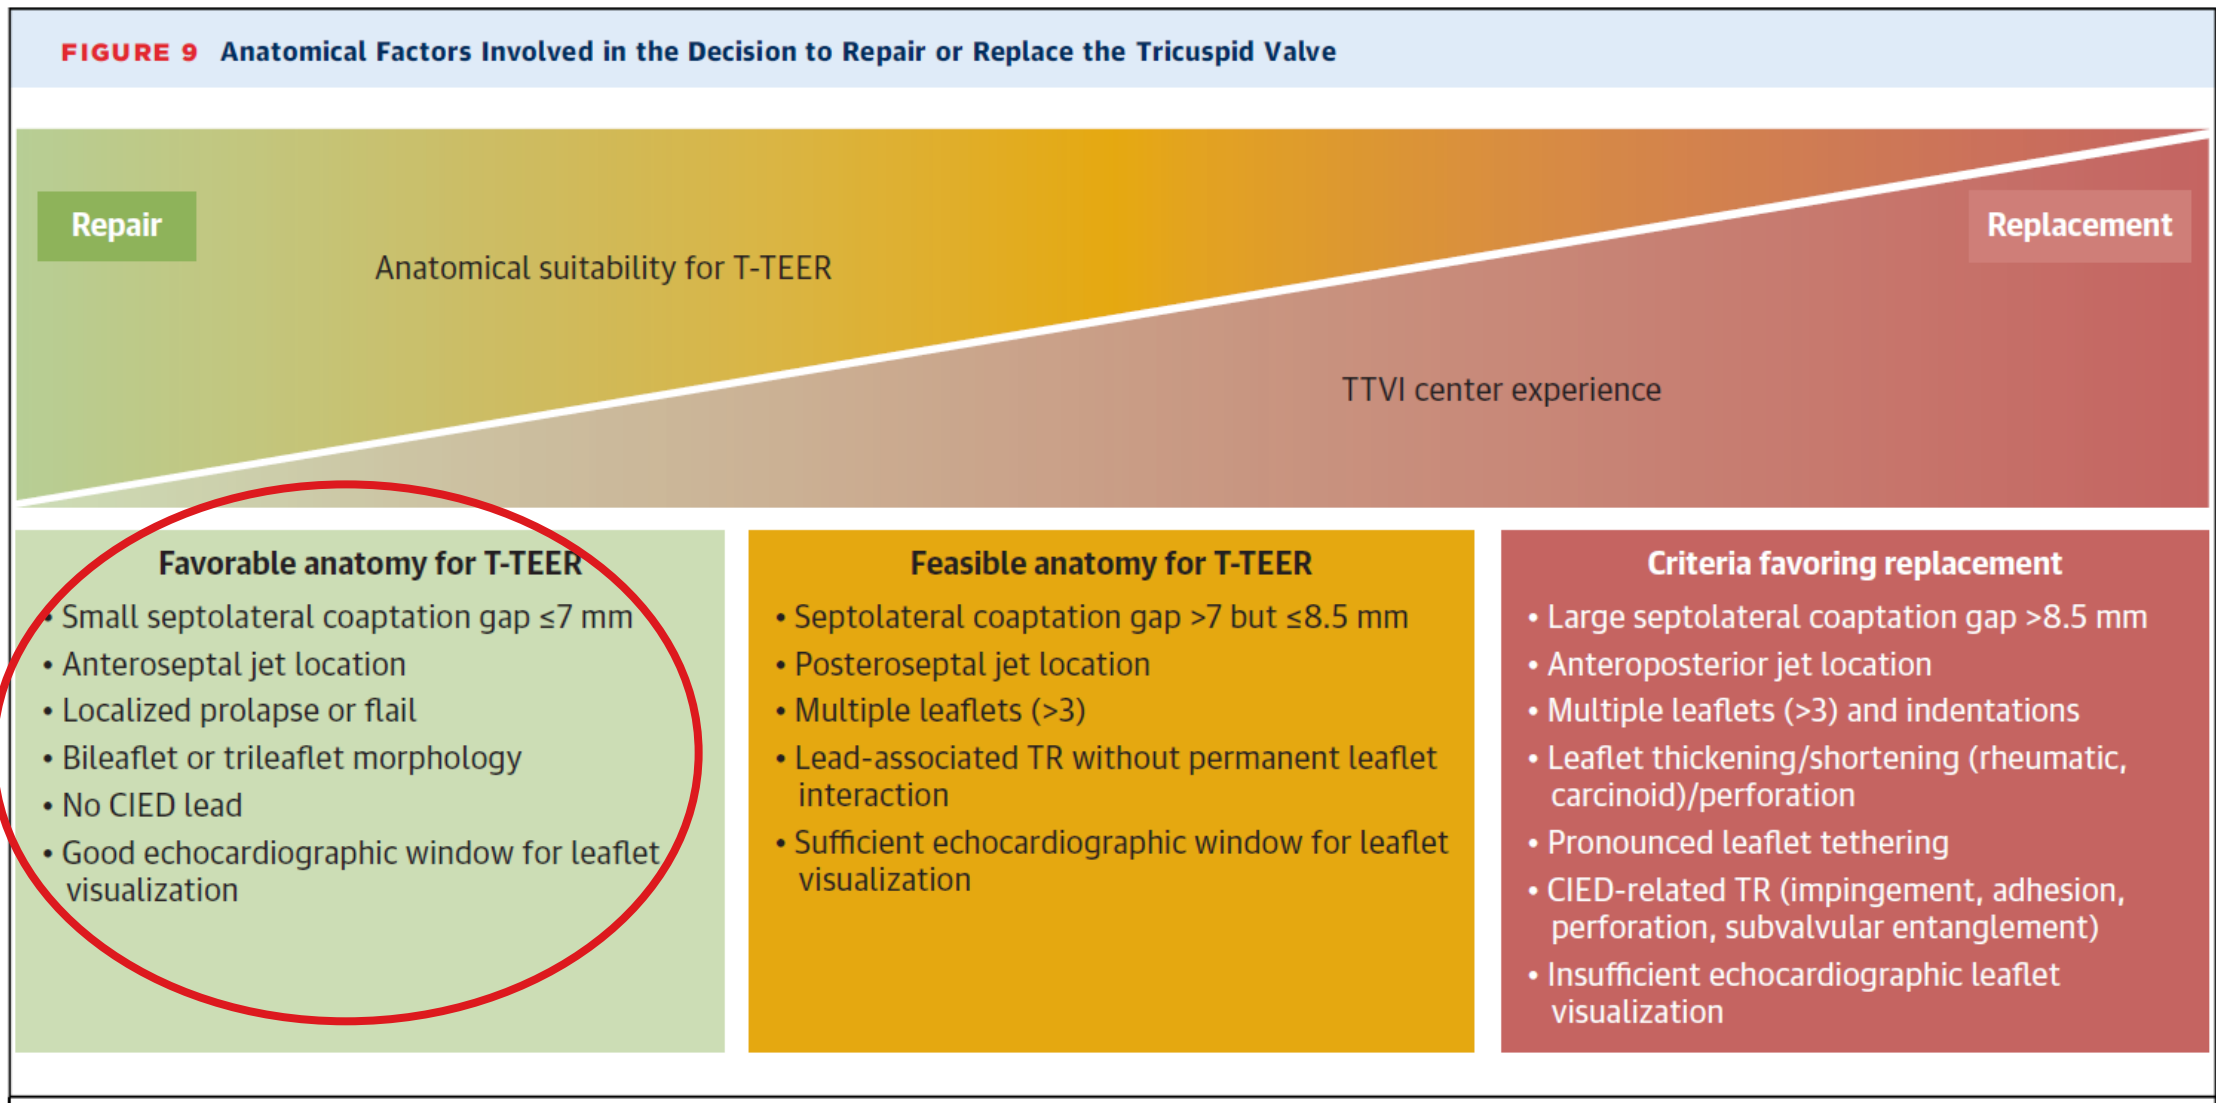 FIGURE 9 Anatomical Factors Involved in the Decision to Repair or Replace the Tricuspid Valve
Repair
Replacement
Anatomical suitability for T-TEER
TTVI center experience
Favorable anatomy for T-TEER
• Small septolateral coaptation gap ≤7 mm
• Anteroseptal jet location
• Localized prolapse or flail
• Bileaflet or trileaflet morphology
• No CIED lead
• Good echocardiographic window for leaflet
visualization
Feasible anatomy for T-TEER
• Septolateral coaptation gap >7 but ≤8.5 mm
• Posteroseptal jet location
• Multiple leaflets (>3)
• Lead-associated TR without permanent leaflet
interaction
• Sufficient echocardiographic window for leaflet
visualization
Criteria favoring replacement
• Large septolateral coaptation gap >8.5 mm
• Anteroposterior jet location
• Multiple leaflets (>3) and indentations
• Leaflet thickening/shortening (rheumatic,
carcinoid)/perforation
• Pronounced leaflet tethering
• CIED-related TR (impingement, adhesion,
perforation, subvalvular entanglement)
• Insufficient echocardiographic leaflet
visualization